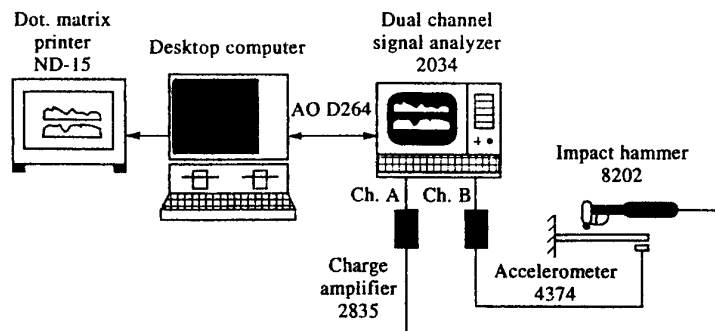 Dot. matrix
printer
ND-15
Desktop computer
Dual channel
signal analyzer
2034
AO D264
Impact hammer
8202
Ch. A
Ch. B
Charge
amplifier
2835
Accelerometer
4374